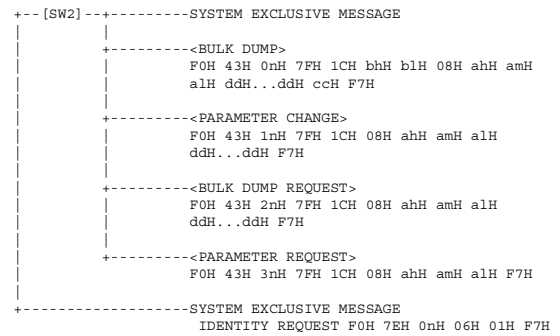 +--[SW2]--+---------SYSTEM EXCLUSIVE MESSAGE
| |
| +---------<BULK DUMP>
| | F0H 43H 0nH 7FH 1CH bhH blH 08H ahH amH
| | alH ddH...ddH ccH F7H
| |
| +---------<PARAMETER CHANGE>
| | F0H 43H 1nH 7FH 1CH 08H ahH amH alH
| | ddH...ddH F7H
| |
| +---------<BULK DUMP REQUEST>
| | F0H 43H 2nH 7FH 1CH 08H ahH amH alH
| | ddH...ddH F7H
| |
| +---------<PARAMETER REQUEST>
| F0H 43H 3nH 7FH 1CH 08H ahH amH alH F7H
|
+-------------------SYSTEM EXCLUSIVE MESSAGE
IDENTITY REQUEST F0H 7EH 0nH 06H 01H F7H